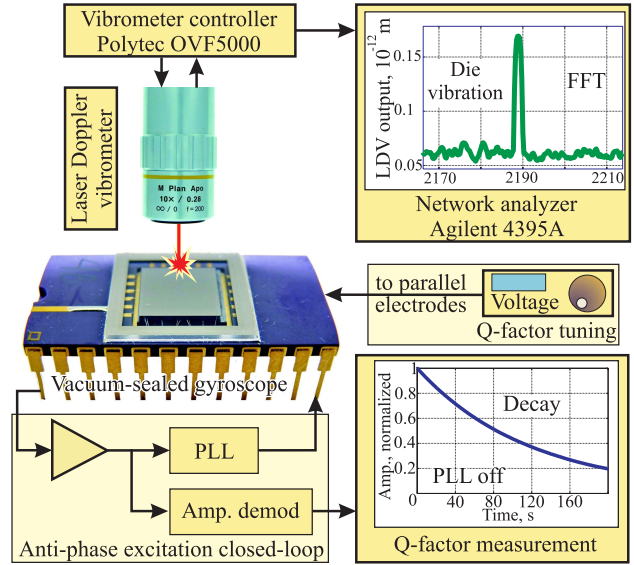 Vibrometer controller
Polytec OVF5000
Laser Doppler
vibrometer
M Plan Apo
10× / 0.28
∞ / 0 f=200
LDV output, 10⁻¹² m
0.15
0.1
0.05
Die
vibration
FFT
2170
2190
2210
Network analyzer
Agilent 4395A
to parallel
electrodes
Voltage
Q-factor tuning
Vacuum-sealed gyroscope
PLL
Amp. demod
Anti-phase excitation closed-loop
Amp., normalized
1
0.8
0.6
0.4
0.2
Decay
PLL off
0
40
80
120
160
Time, s
Q-factor measurement